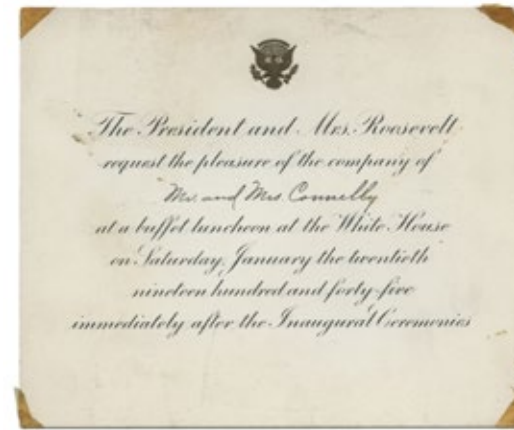 The President and Mrs. Roosevelt
request the pleasure of the company of
Mr. and Mrs. Connelly
at a buffet luncheon at the White House
on Saturday, January the twentieth
nineteen hundred and forty-five
immediately after the Inaugural Ceremonies